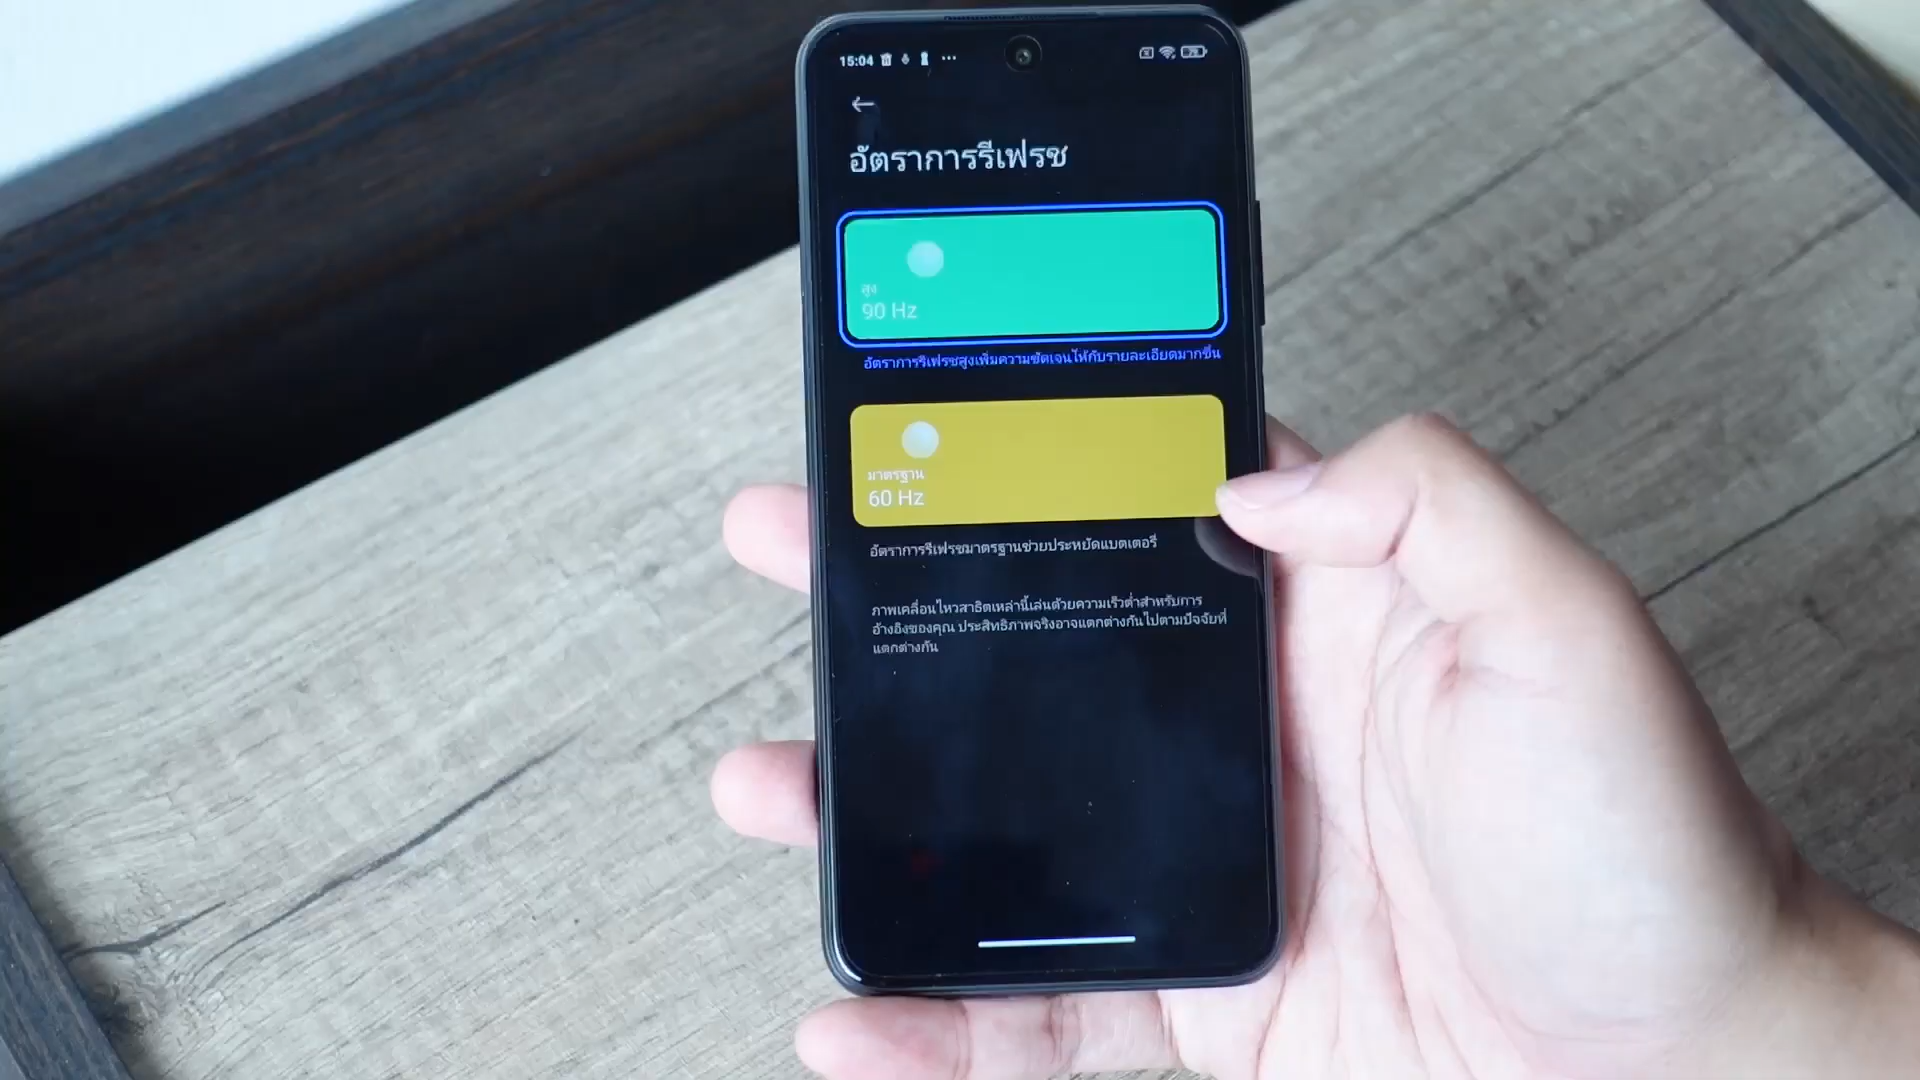 15:04
อัตราการรีเฟรช
สูง
90 Hz
อัตราการรีเฟรชสูงเพิ่มความชัดเจนให้กับรายละเอียดมากขึ้น
มาตรฐาน
60 Hz
อัตราการรีเฟรชมาตรฐานช่วยประหยัดแบตเตอรี่
ภาพเคลื่อนไหวสาธิตเหล่านี้เล่นด้วยความเร็วต่ำสำหรับการ
อ้างอิงของคุณ ประสิทธิภาพจริงอาจแตกต่างกันไปตามปัจจัยที่
แตกต่างกัน